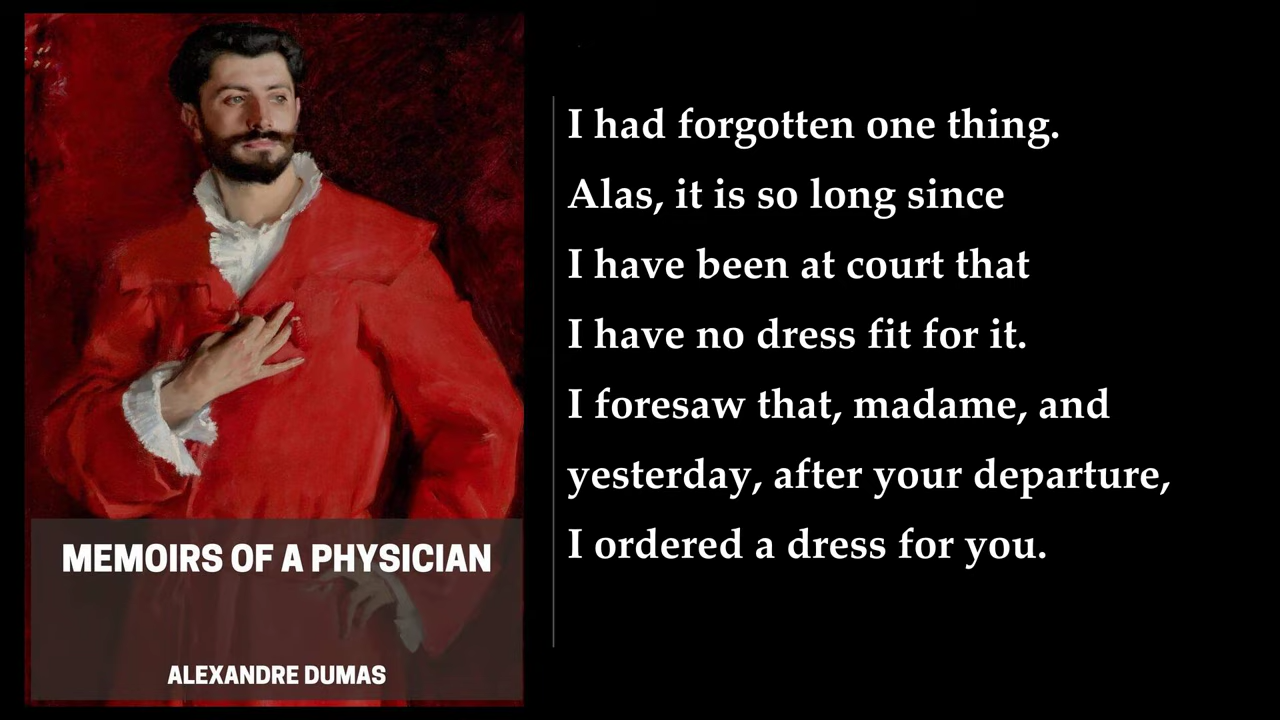 MEMOIRS OF A PHYSICIAN
ALEXANDRE DUMAS
I had forgotten one thing.
Alas, it is so long since
I have been at court that
I have no dress fit for it.
I foresaw that, madame, and
yesterday, after your departure,
I ordered a dress for you.